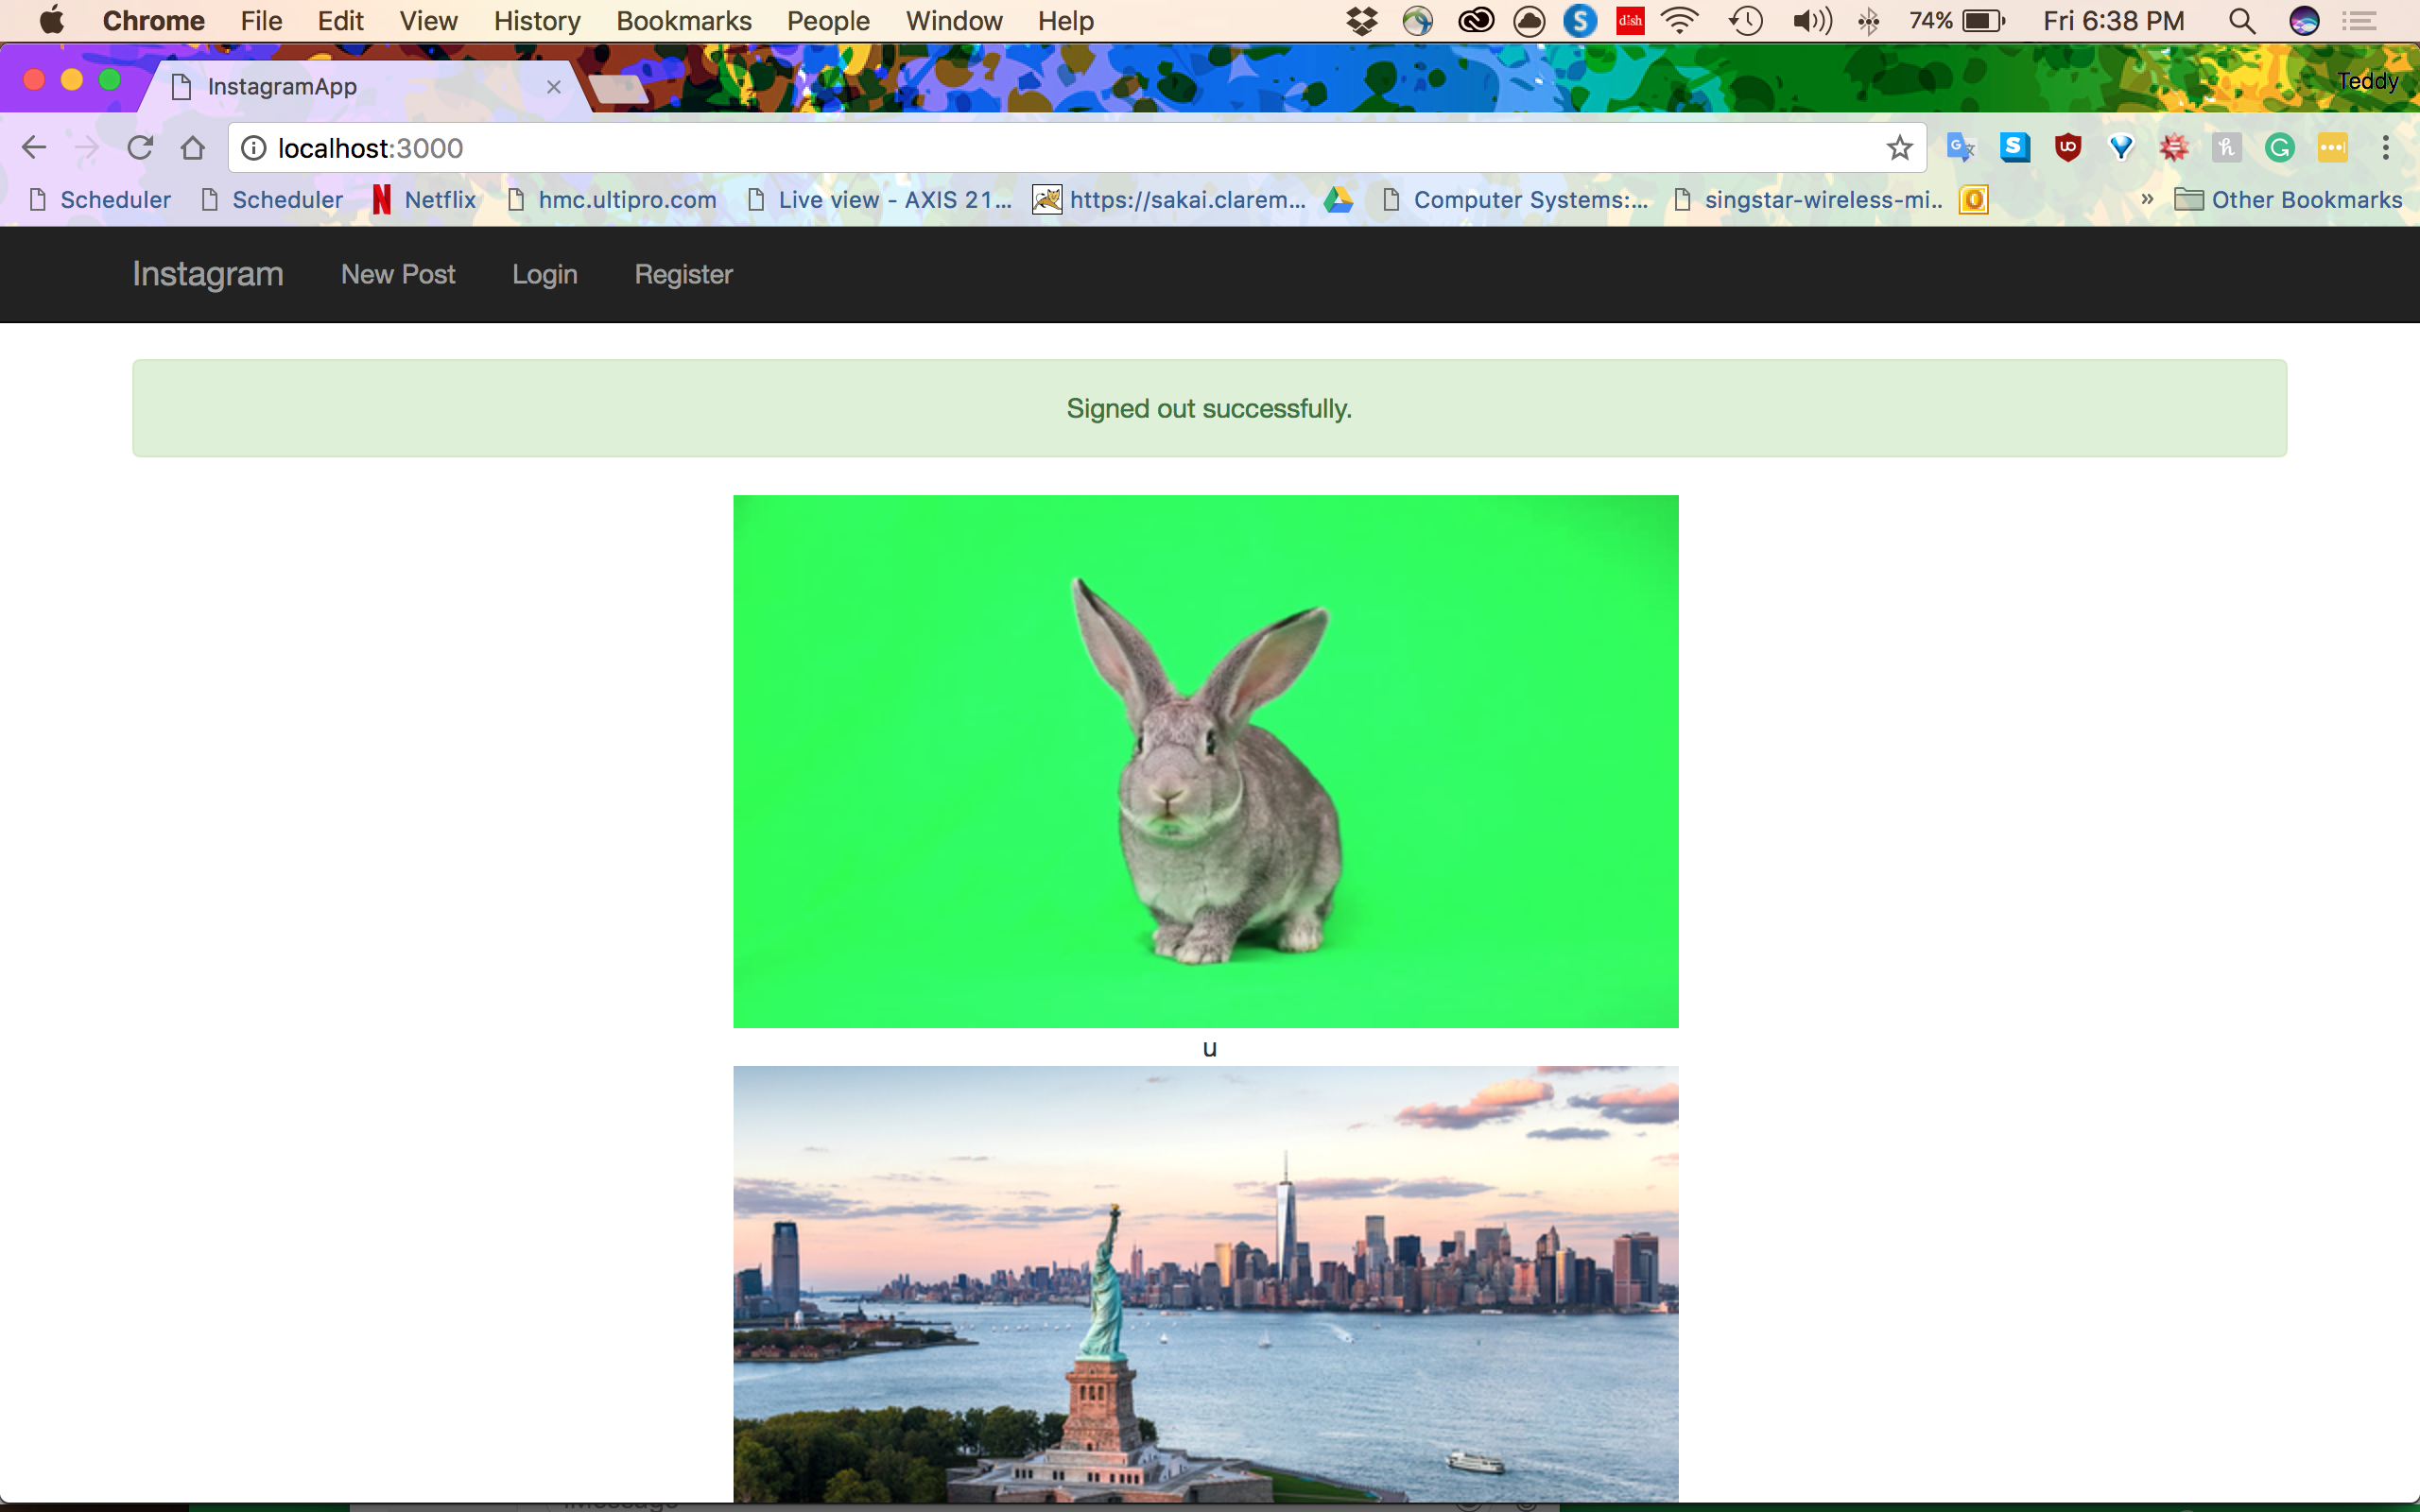 Chrome File Edit View History Bookmarks People Window Help dish 74% Fri 6:38 PM
InstagramApp Teddy
localhost:3000
Scheduler Scheduler Netflix hmc.ultipro.com Live view - AXIS 21... https://sakai.clarem... Computer Systems:... singstar-wireless-mi... » Other Bookmarks
Instagram New Post Login Register
Signed out successfully.
u